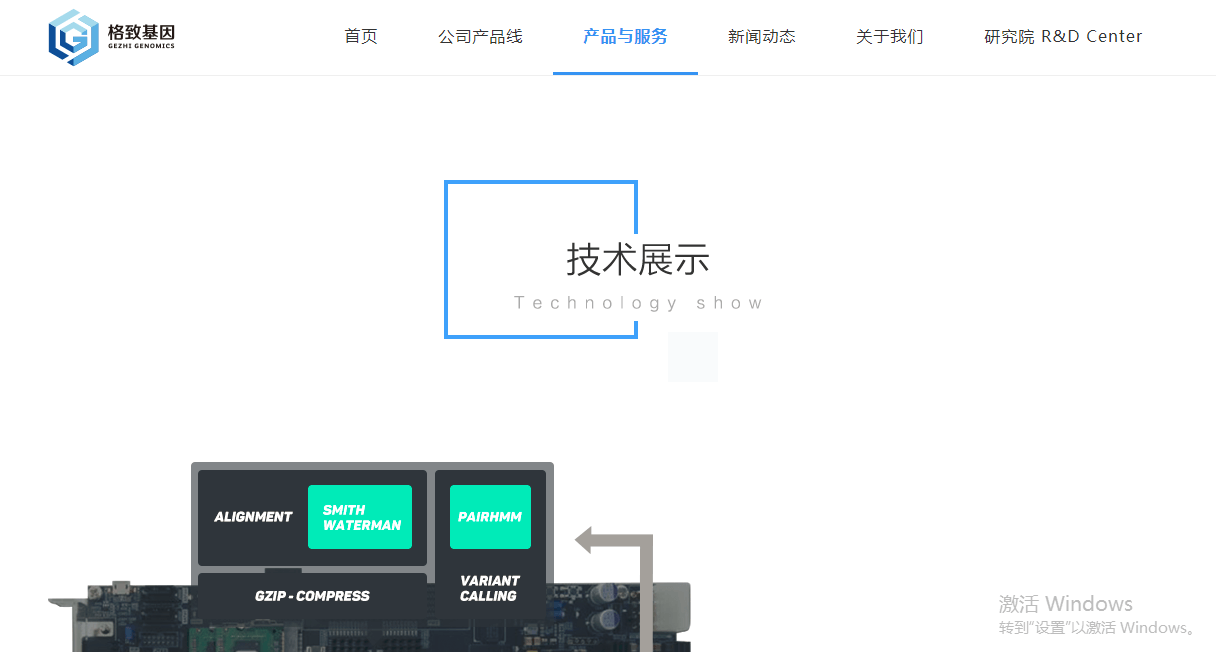 格致基因
GEZHI GENOMICS
首页
公司产品线
产品与服务
新闻动态
关于我们
研究院 R&D Center
技术展示
Technology show
ALIGNMENT
SMITH
WATERMAN
PAIRHMM
GZIP - COMPRESS
VARIANT
CALLING
激活 Windows
转到"设置"以激活 Windows。